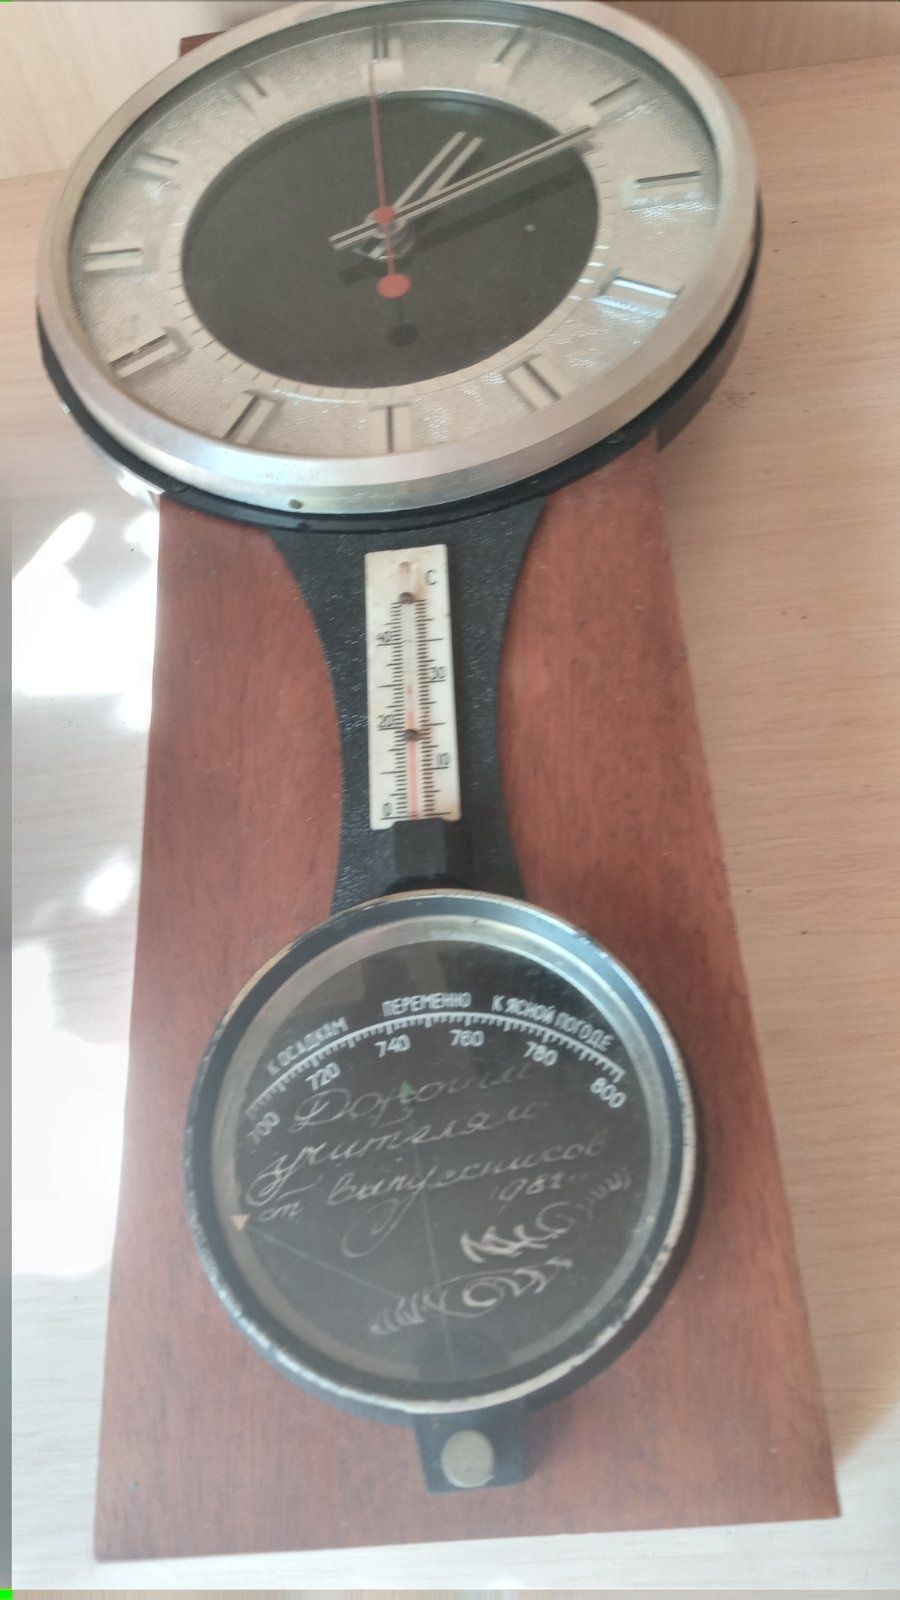 C
40
30
20
10
0
К ОСАДКАМ ПЕРЕМЕННО К ЯСНОЙ ПОГОДЕ
700 720 740 760 780 800
Дорогим
учителям
от выпускников
1982